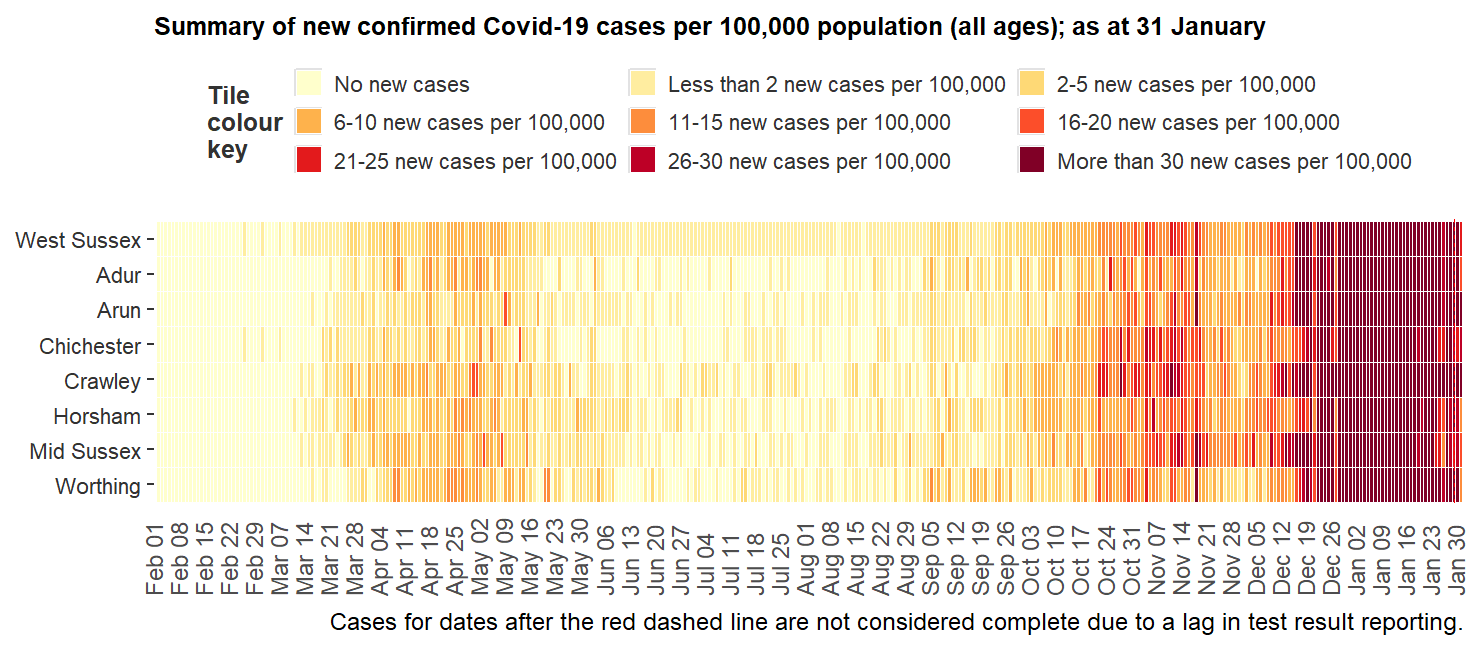 Summary of new confirmed Covid-19 cases per 100,000 population (all ages); as at 31 January
Tile
colour
key
No new cases
Less than 2 new cases per 100,000
2-5 new cases per 100,000
6-10 new cases per 100,000
11-15 new cases per 100,000
16-20 new cases per 100,000
21-25 new cases per 100,000
26-30 new cases per 100,000
More than 30 new cases per 100,000
West Sussex
Adur
Arun
Chichester
Crawley
Horsham
Mid Sussex
Worthing
Feb 01
Feb 08
Feb 15
Feb 22
Feb 29
Mar 07
Mar 14
Mar 21
Mar 28
Apr 04
Apr 11
Apr 18
Apr 25
May 02
May 09
May 16
May 23
May 30
Jun 06
Jun 13
Jun 20
Jun 27
Jul 04
Jul 11
Jul 18
Jul 25
Aug 01
Aug 08
Aug 15
Aug 22
Aug 29
Sep 05
Sep 12
Sep 19
Sep 26
Oct 03
Oct 10
Oct 17
Oct 24
Oct 31
Nov 07
Nov 14
Nov 21
Nov 28
Dec 05
Dec 12
Dec 19
Dec 26
Jan 02
Jan 09
Jan 16
Jan 23
Jan 30
Cases for dates after the red dashed line are not considered complete due to a lag in test result reporting.